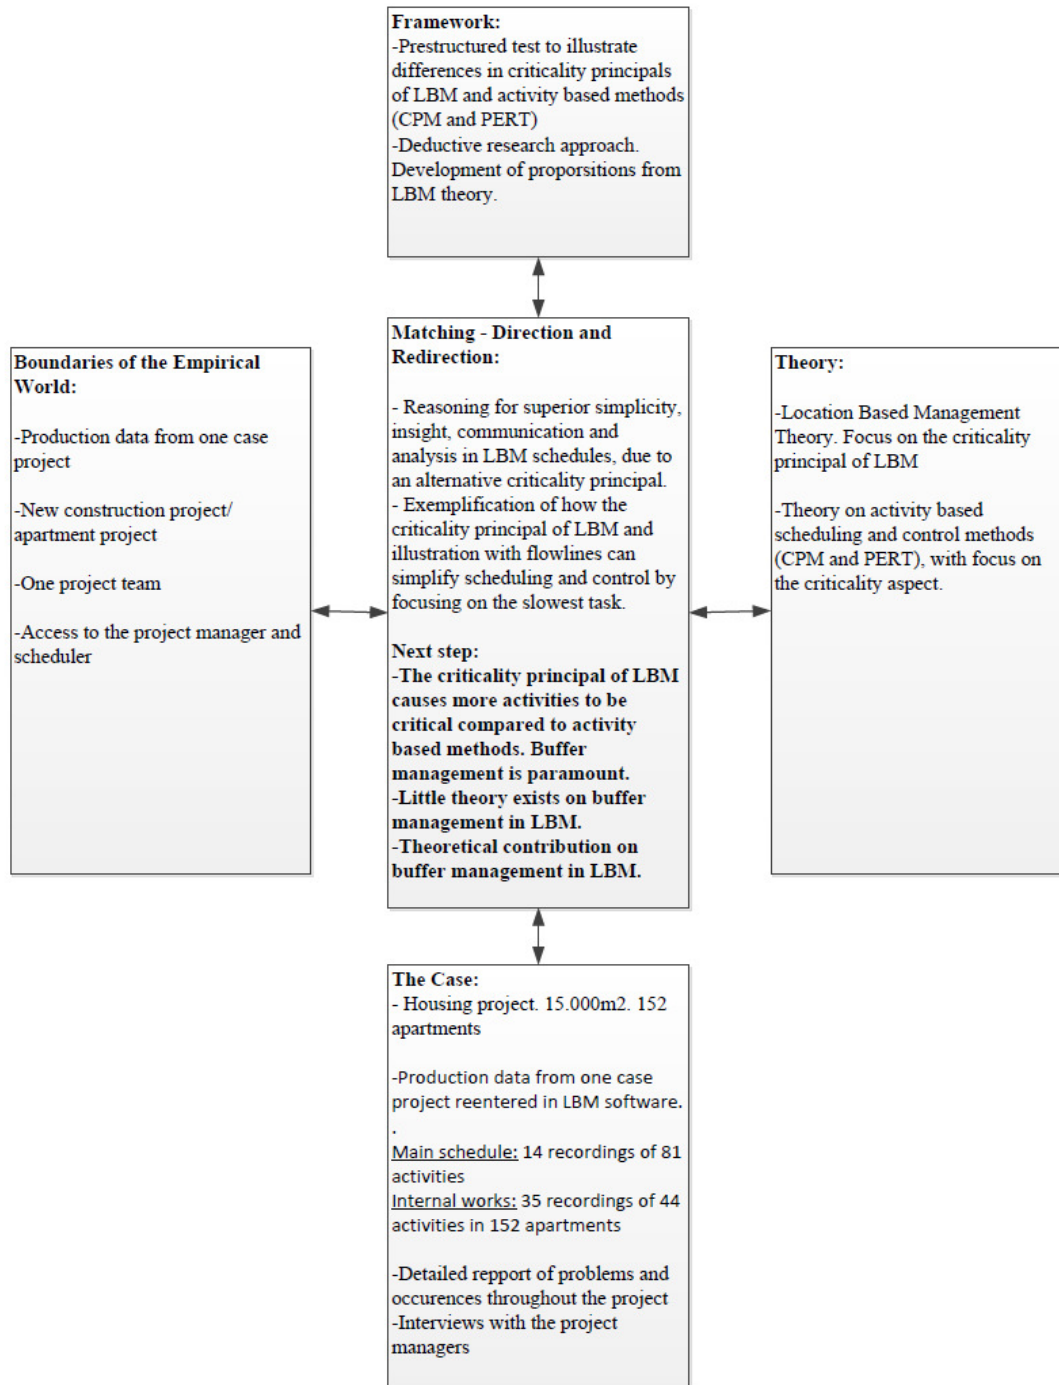 Framework:
-Prestructured test to illustrate
differences in criticality principals
of LBM and activity based methods
(CPM and PERT)
-Deductive research approach.
Development of proporsitions from
LBM theory.
Boundaries of the Empirical
World:
-Production data from one case
project
-New construction project/
apartment project
-One project team
-Access to the project manager and
scheduler
Matching - Direction and
Redirection:
- Reasoning for superior simplicity,
insight, communication and
analysis in LBM schedules, due to
an alternative criticality principal.
- Exemplification of how the
criticality principal of LBM and
illustration with flowlines can
simplify scheduling and control by
focusing on the slowest task.
Next step:
-The criticality principal of LBM
causes more activities to be
critical compared to activity
based methods. Buffer
management is paramount.
-Little theory exists on buffer
management in LBM.
-Theoretical contribution on
buffer management in LBM.
Theory:
-Location Based Management
Theory. Focus on the criticality
principal of LBM
-Theory on activity based
scheduling and control methods
(CPM and PERT), with focus on
the criticality aspect.
The Case:
- Housing project. 15.000m2. 152
apartments
-Production data from one case
project reentered in LBM software.
.
Main schedule: 14 recordings of 81
activities
Internal works: 35 recordings of 44
activities in 152 apartments
-Detailed repport of problems and
occurences throughout the project
-Interviews with the project
managers